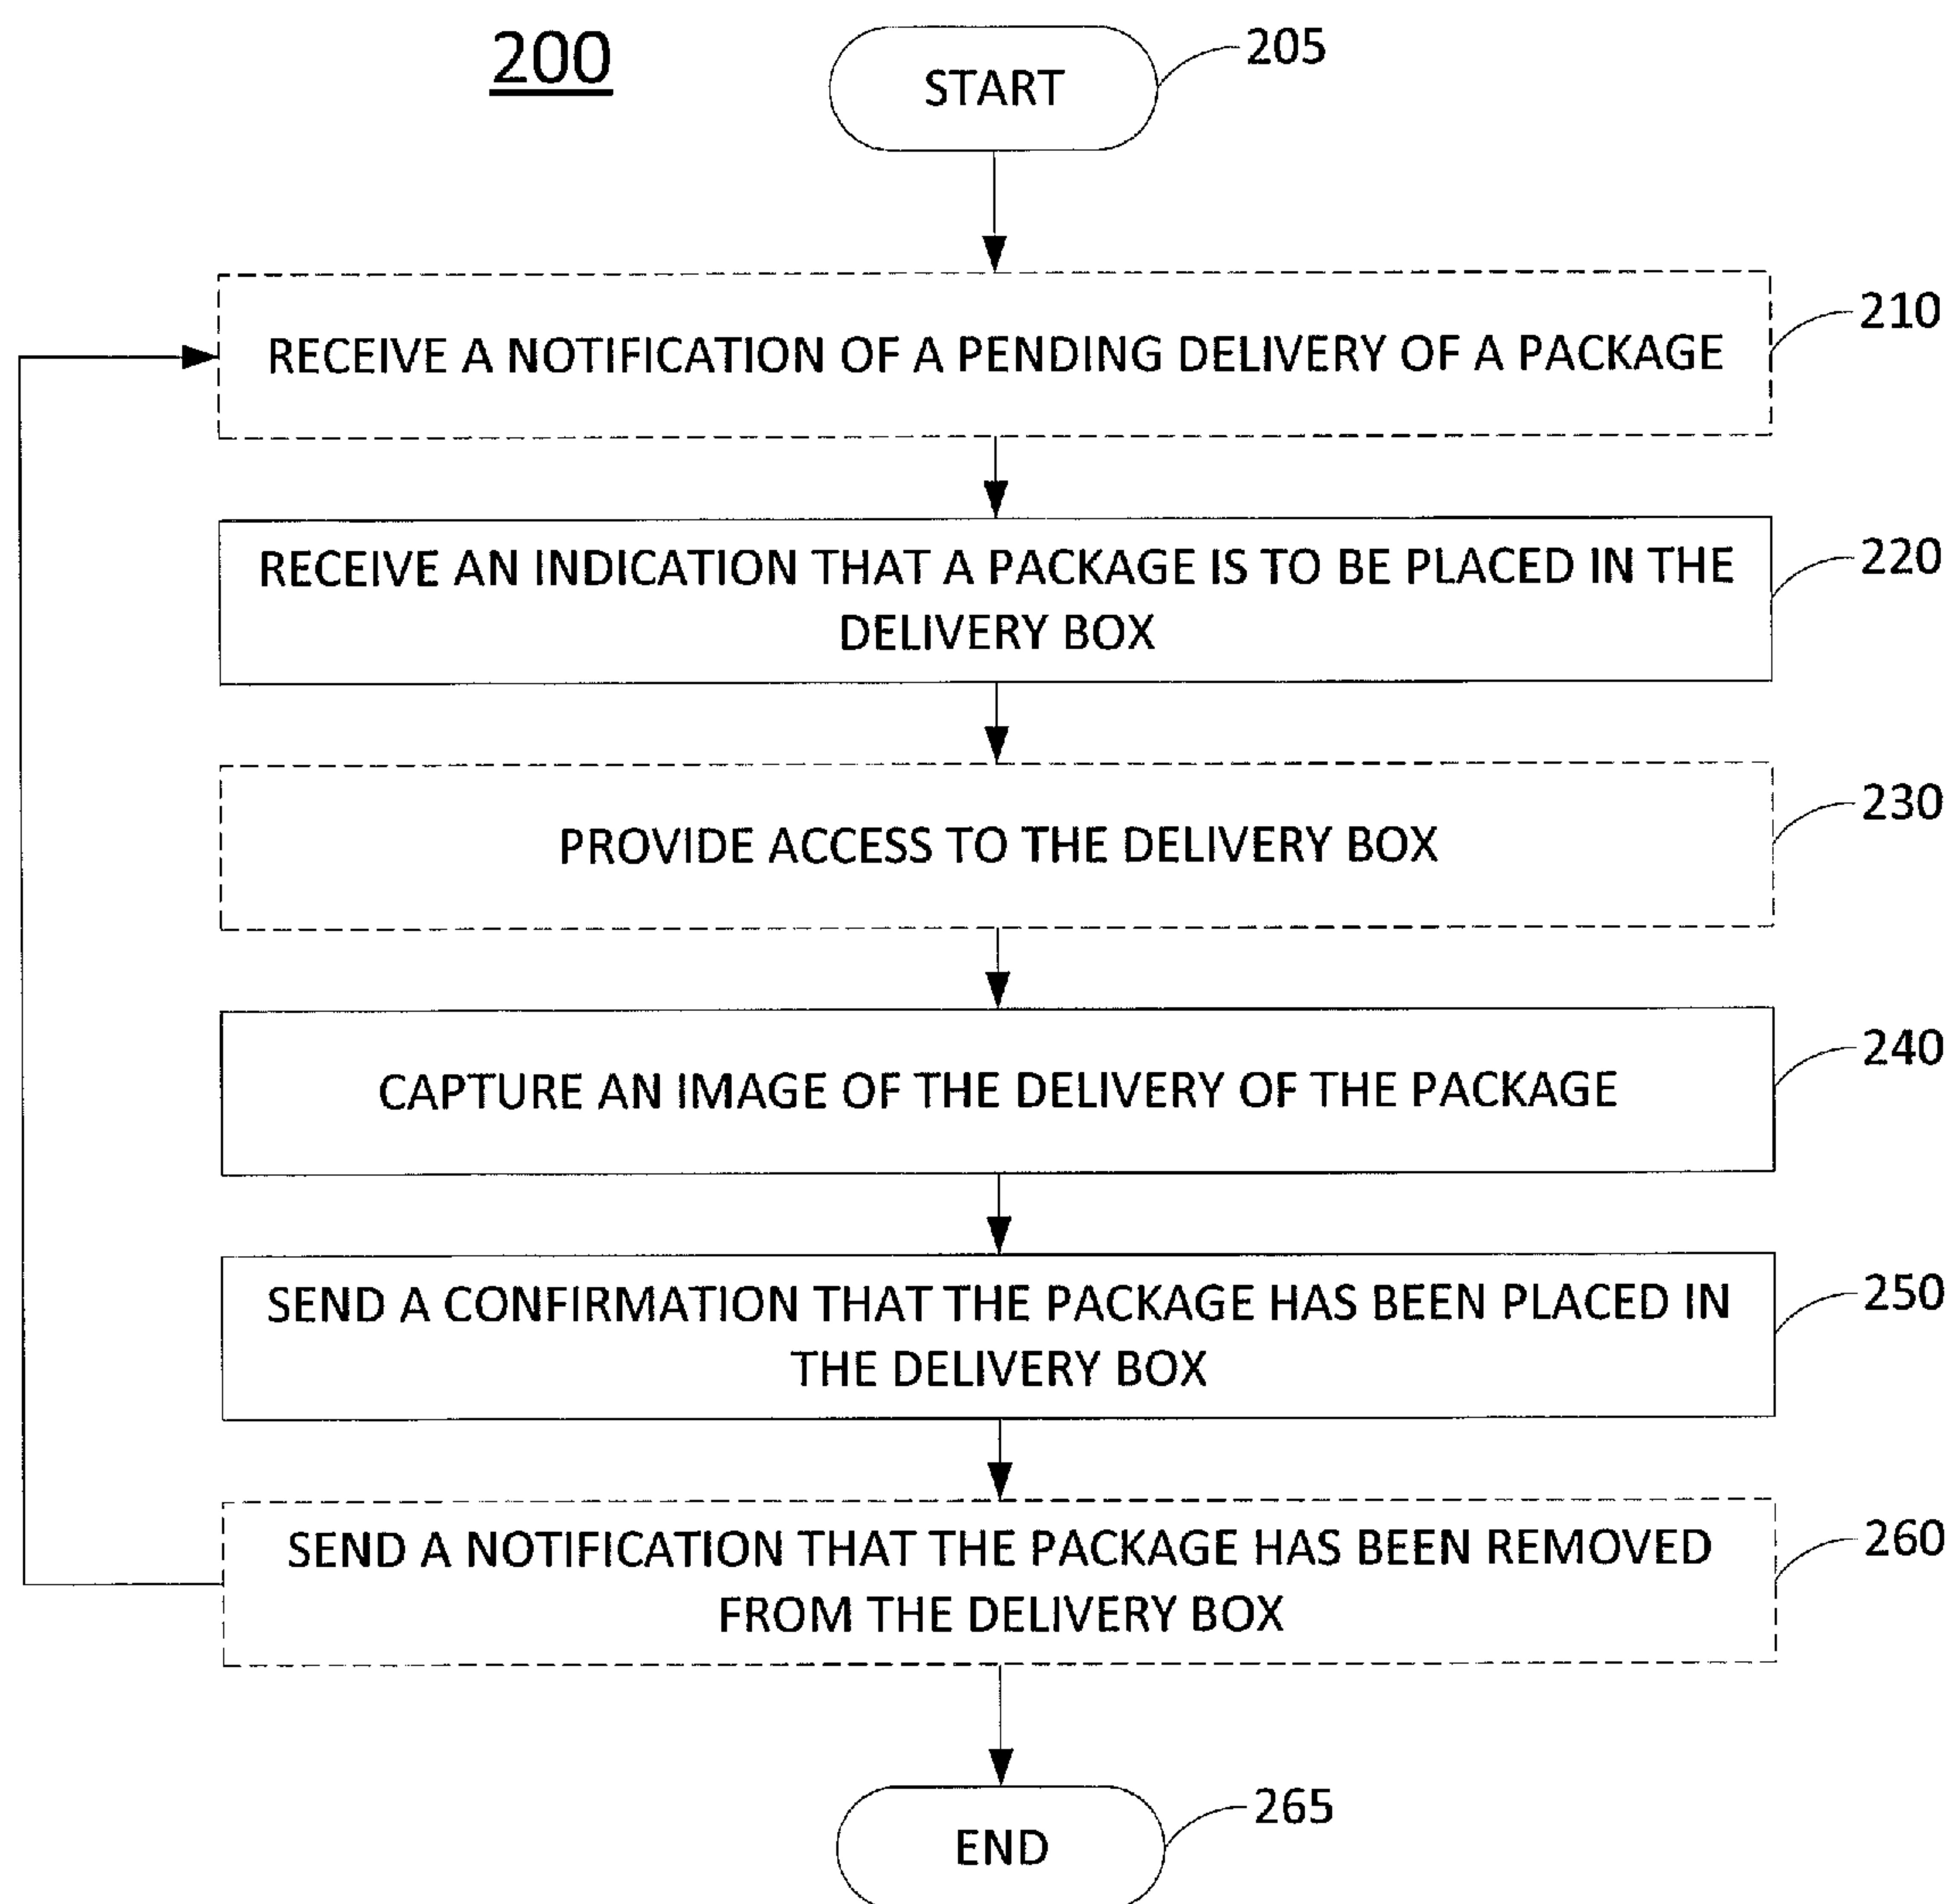 200
START
205
RECEIVE A NOTIFICATION OF A PENDING DELIVERY OF A PACKAGE
210
RECEIVE AN INDICATION THAT A PACKAGE IS TO BE PLACED IN THE
DELIVERY BOX
220
PROVIDE ACCESS TO THE DELIVERY BOX
230
CAPTURE AN IMAGE OF THE DELIVERY OF THE PACKAGE
240
SEND A CONFIRMATION THAT THE PACKAGE HAS BEEN PLACED IN
THE DELIVERY BOX
250
SEND A NOTIFICATION THAT THE PACKAGE HAS BEEN REMOVED
FROM THE DELIVERY BOX
260
END
265